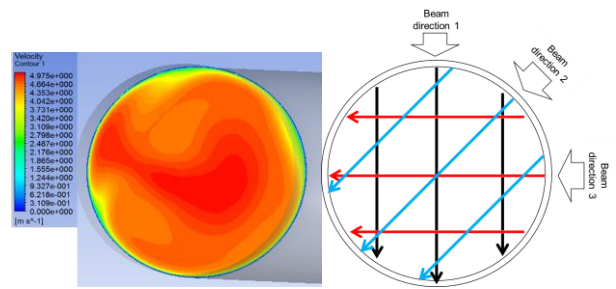 Velocity
Contour 1
4.975e+000
4.664e+000
4.353e+000
4.042e+000
3.731e+000
3.420e+000
3.109e+000
2.798e+000
2.487e+000
2.176e+000
1.865e+000
1.555e+000
1.244e+000
9.327e-001
6.218e-001
3.109e-001
0.000e+000
[m s^-1]
Beam
direction 1
Beam
direction 2
Beam
direction 3